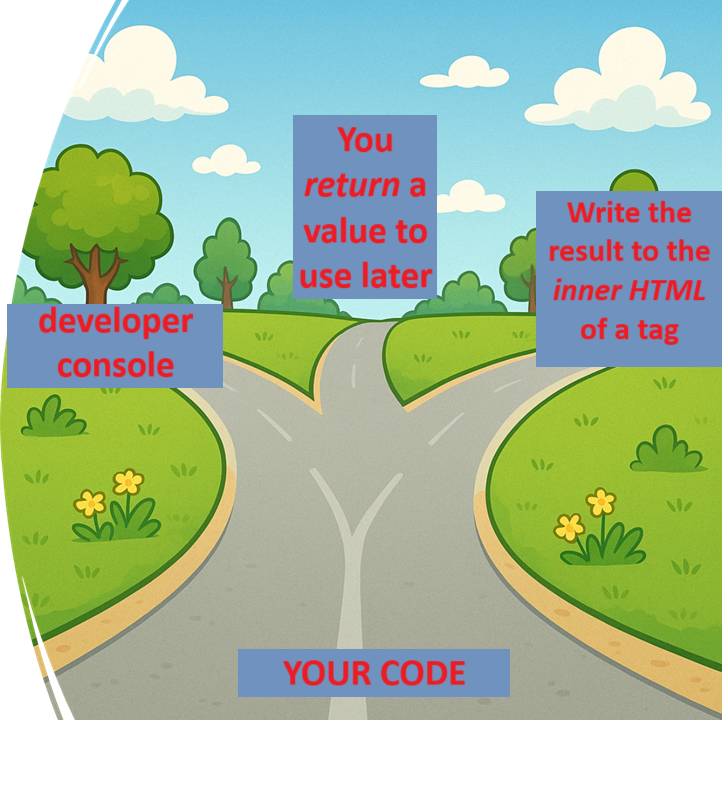 You
return a
value to
use later
Write the
result to the
inner HTML
of a tag
developer
console
YOUR CODE